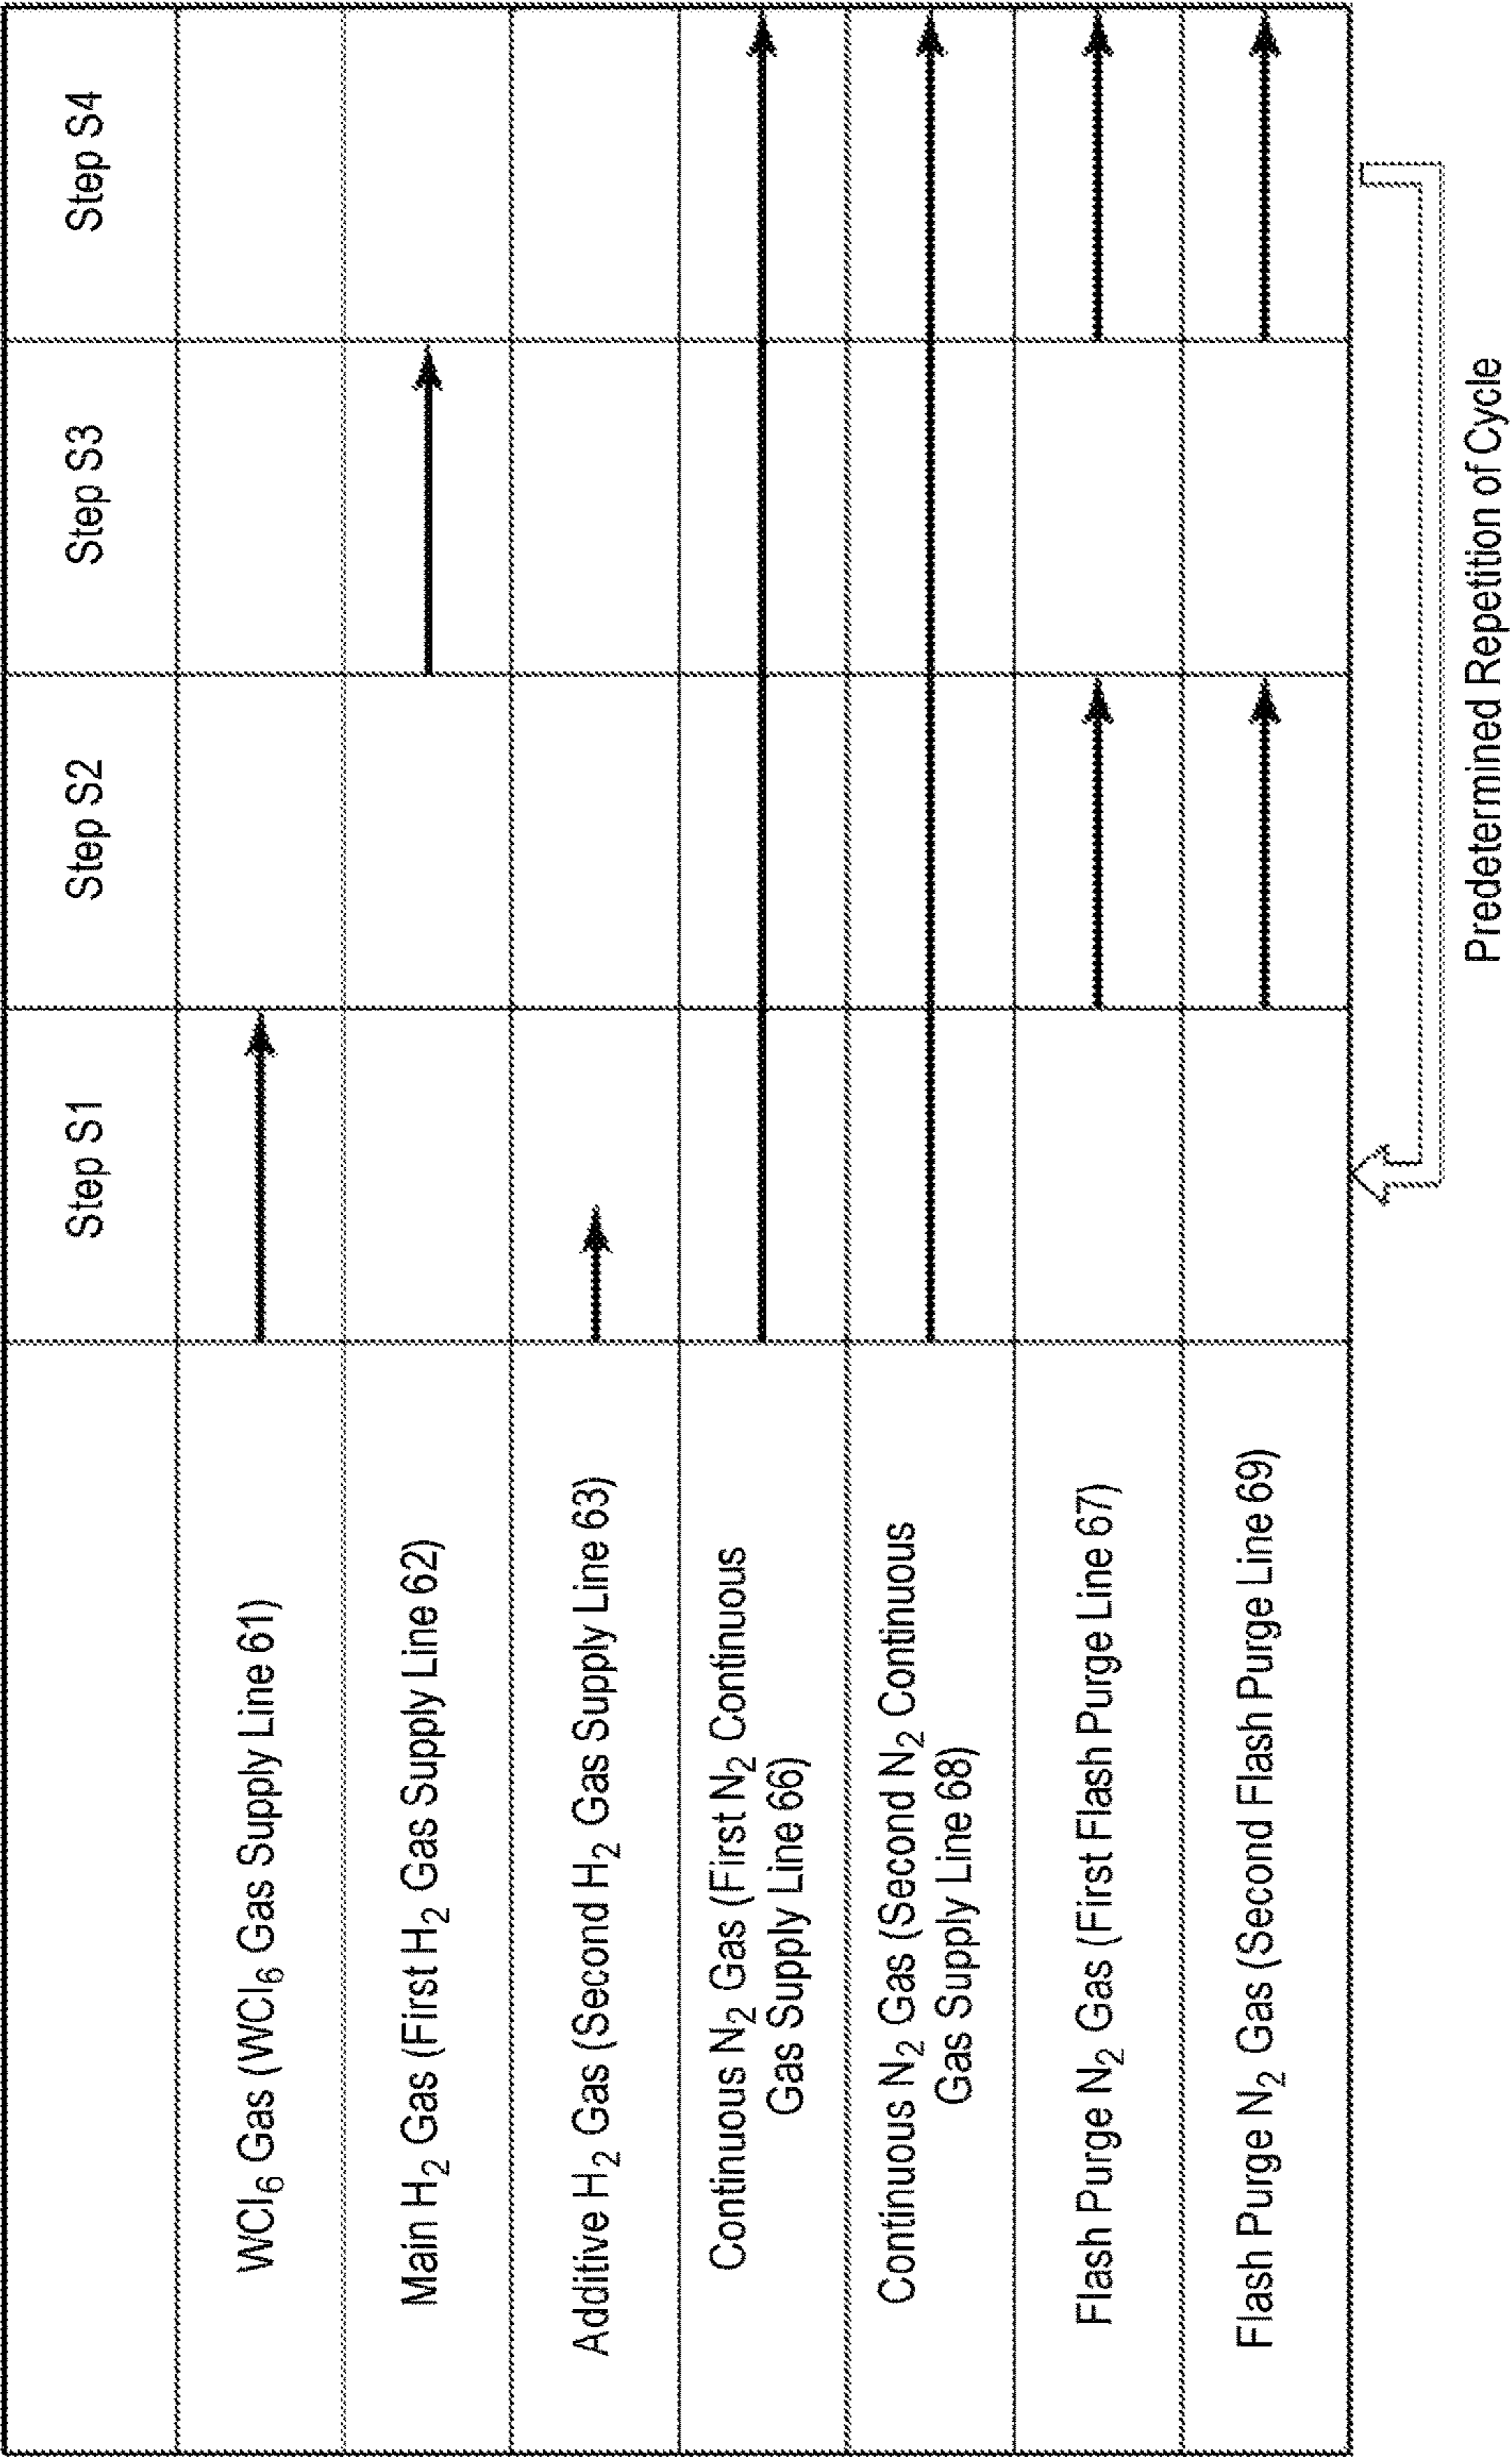 Step S1
Step S2
Step S3
Step S4
WCl₆ Gas (WCl₆ Gas Supply Line 61)
Main H₂ Gas (First H₂ Gas Supply Line 62)
Additive H₂ Gas (Second H₂ Gas Supply Line 63)
Continuous N₂ Gas (First N₂ Continuous
Gas Supply Line 66)
Continuous N₂ Gas (Second N₂ Continuous
Gas Supply Line 68)
Flash Purge N₂ Gas (First Flash Purge Line 67)
Flash Purge N₂ Gas (Second Flash Purge Line 69)
Predetermined Repetition of Cycle